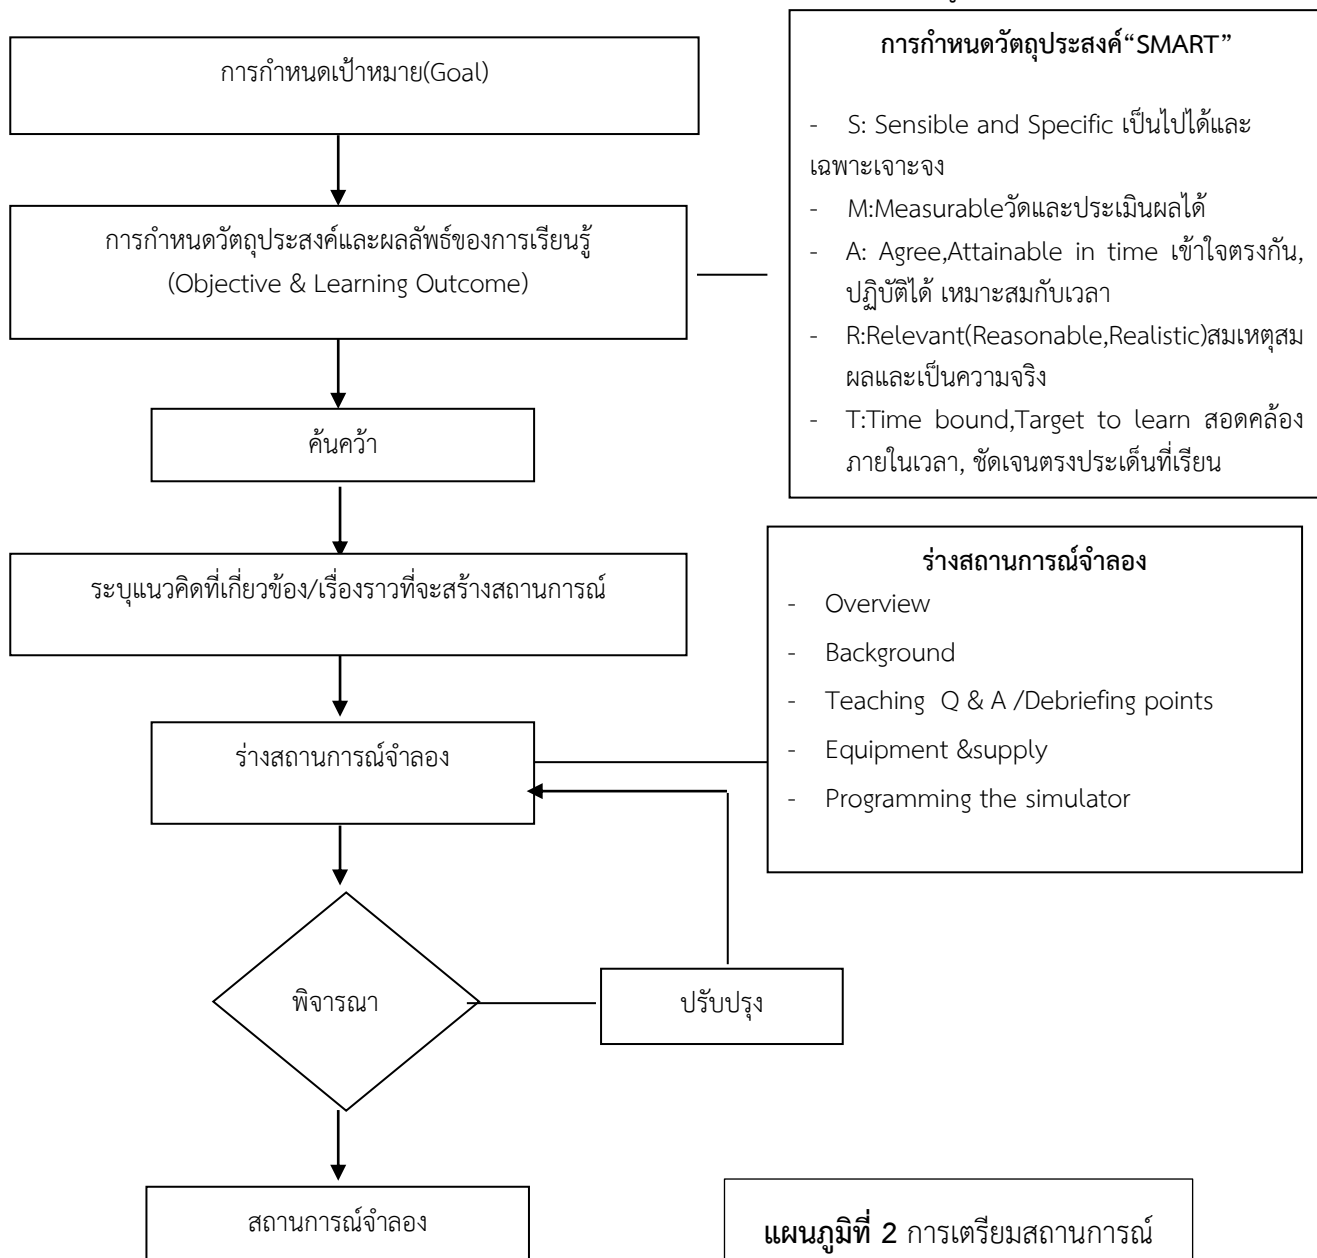 การกำหนดเป้าหมาย(Goal)
การกำหนดวัตถุประสงค์และผลลัพธ์ของการเรียนรู้
(Objective & Learning Outcome)
การกำหนดวัตถุประสงค์“SMART”
- S: Sensible and Specific เป็นไปได้และ
เฉพาะเจาะจง
- M:Measurableวัดและประเมินผลได้
- A: Agree,Attainable in time เข้าใจตรงกัน,
ปฏิบัติได้ เหมาะสมกับเวลา
- R:Relevant(Reasonable,Realistic)สมเหตุสม
ผลและเป็นความจริง
- T:Time bound,Target to learn สอดคล้อง
ภายในเวลา, ชัดเจนตรงประเด็นที่เรียน
ค้นคว้า
ระบุแนวคิดที่เกี่ยวข้อง/เรื่องราวที่จะสร้างสถานการณ์
ร่างสถานการณ์จำลอง
ร่างสถานการณ์จำลอง
- Overview
- Background
- Teaching Q & A /Debriefing points
- Equipment &supply
- Programming the simulator
พิจารณา
ปรับปรุง
สถานการณ์จำลอง
แผนภูมิที่ 2 การเตรียมสถานการณ์